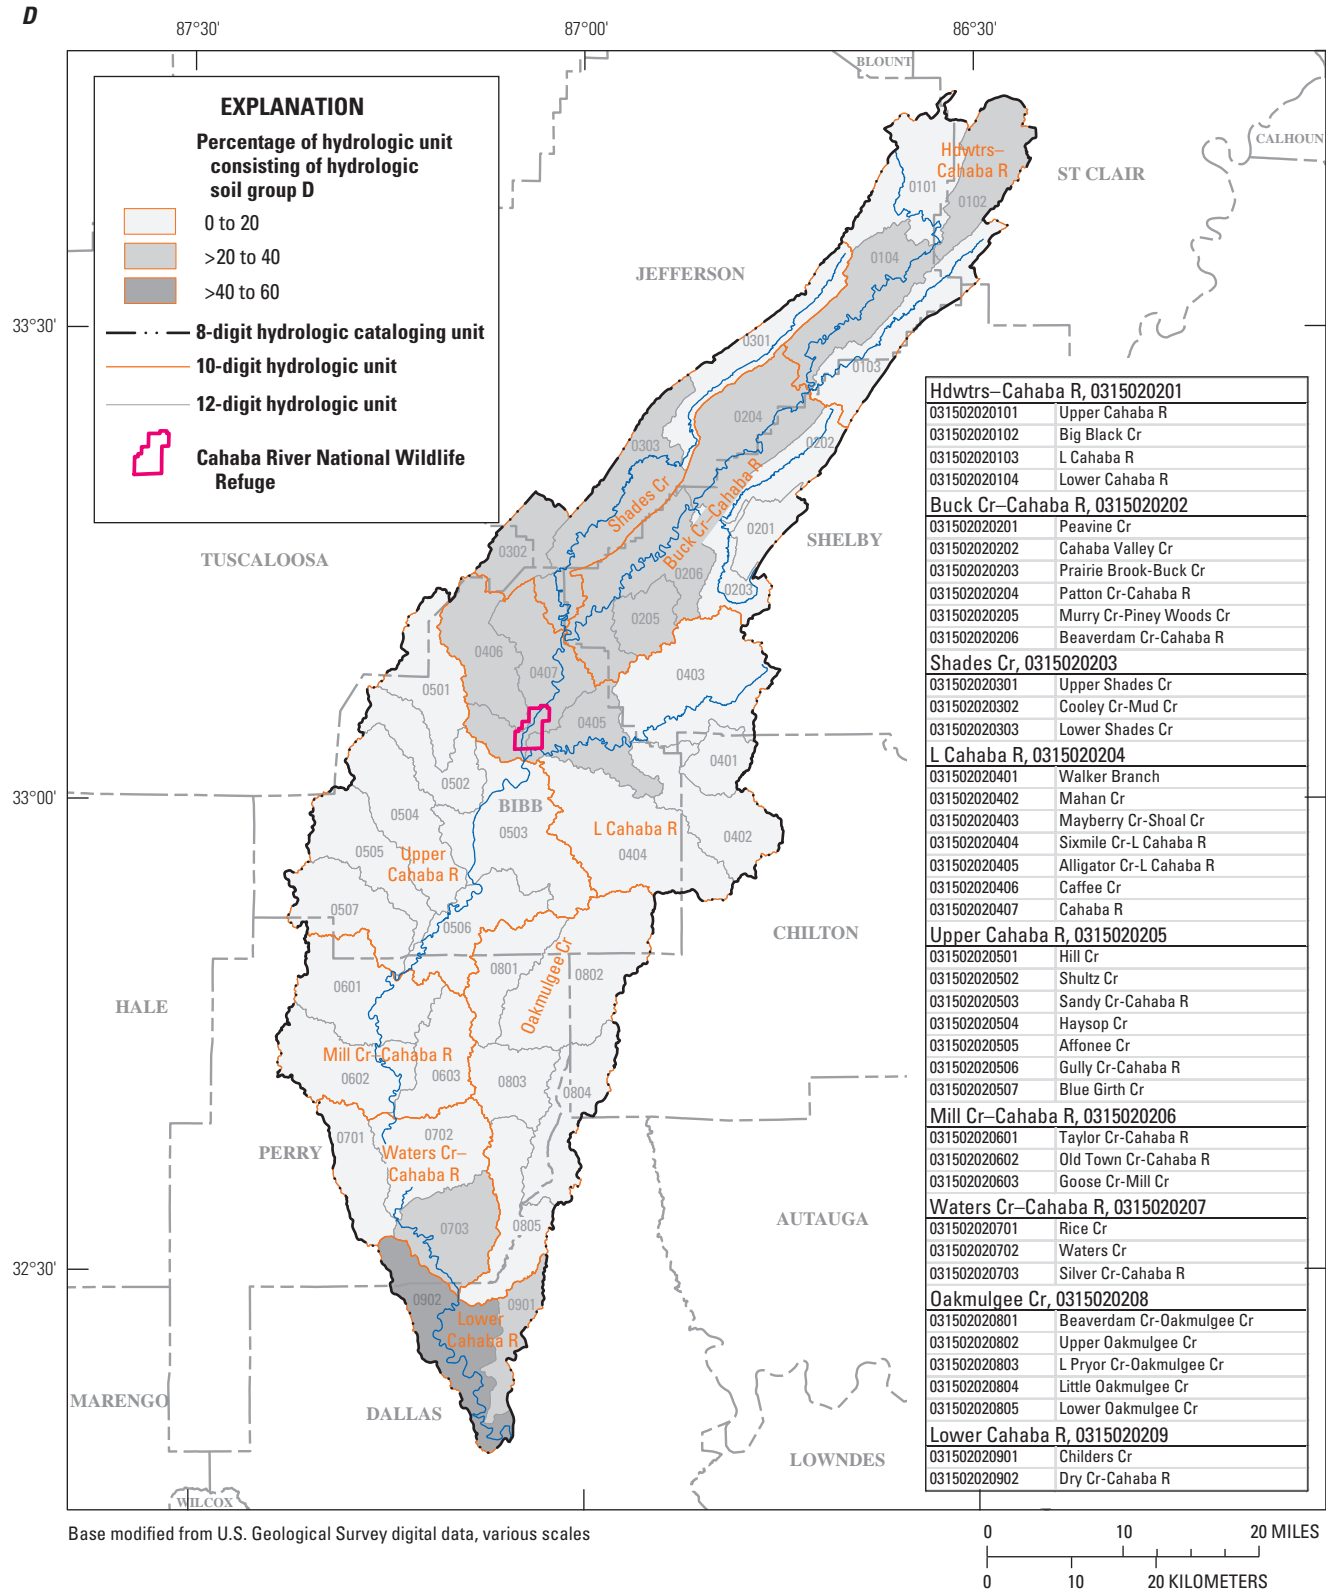 D
87°30'
87°00'
86°30'
BLOUNT
CALHOUN
ST CLAIR
JEFFERSON
EXPLANATION
Percentage of hydrologic unit
consisting of hydrologic
soil group D
0 to 20
>20 to 40
>40 to 60
8-digit hydrologic cataloging unit
10-digit hydrologic unit
12-digit hydrologic unit
Cahaba River National Wildlife
Refuge
33°30'
33°00'
32°30'
Hdwtrs–
Cahaba R
0101
0102
0104
0301
0103
0204
0202
0303
Shades Cr
Buck Cr–Cahaba R
0201
SHELBY
0302
TUSCALOOSA
0206
0203
0205
0406
0403
0407
0501
0405
0401
0502
BIBB
0504
0503
L Cahaba R
0402
0404
0505
Upper
Cahaba R
0507
0506
CHILTON
0801
Oakmulgee Cr
0802
0601
HALE
Mill Cr–Cahaba R
0602
0603
0803
0804
0701
0702
PERRY
Waters Cr–
Cahaba R
0703
0805
AUTAUGA
0902
0901
Lower
Cahaba R
MARENGO
DALLAS
LOWNDES
WILCOX
Hdwtrs–Cahaba R, 0315020201
031502020101 Upper Cahaba R
031502020102 Big Black Cr
031502020103 L Cahaba R
031502020104 Lower Cahaba R
Buck Cr–Cahaba R, 0315020202
031502020201 Peavine Cr
031502020202 Cahaba Valley Cr
031502020203 Prairie Brook-Buck Cr
031502020204 Patton Cr-Cahaba R
031502020205 Murry Cr-Piney Woods Cr
031502020206 Beaverdam Cr-Cahaba R
Shades Cr, 0315020203
031502020301 Upper Shades Cr
031502020302 Cooley Cr-Mud Cr
031502020303 Lower Shades Cr
L Cahaba R, 0315020204
031502020401 Walker Branch
031502020402 Mahan Cr
031502020403 Mayberry Cr-Shoal Cr
031502020404 Sixmile Cr-L Cahaba R
031502020405 Alligator Cr-L Cahaba R
031502020406 Caffee Cr
031502020407 Cahaba R
Upper Cahaba R, 0315020205
031502020501 Hill Cr
031502020502 Shultz Cr
031502020503 Sandy Cr-Cahaba R
031502020504 Haysop Cr
031502020505 Affonee Cr
031502020506 Gully Cr-Cahaba R
031502020507 Blue Girth Cr
Mill Cr–Cahaba R, 0315020206
031502020601 Taylor Cr-Cahaba R
031502020602 Old Town Cr-Cahaba R
031502020603 Goose Cr-Mill Cr
Waters Cr–Cahaba R, 0315020207
031502020701 Rice Cr
031502020702 Waters Cr
031502020703 Silver Cr-Cahaba R
Oakmulgee Cr, 0315020208
031502020801 Beaverdam Cr-Oakmulgee Cr
031502020802 Upper Oakmulgee Cr
031502020803 L Pryor Cr-Oakmulgee Cr
031502020804 Little Oakmulgee Cr
031502020805 Lower Oakmulgee Cr
Lower Cahaba R, 0315020209
031502020901 Childers Cr
031502020902 Dry Cr-Cahaba R
Base modified from U.S. Geological Survey digital data, various scales
0 10 20 MILES
0 10 20 KILOMETERS